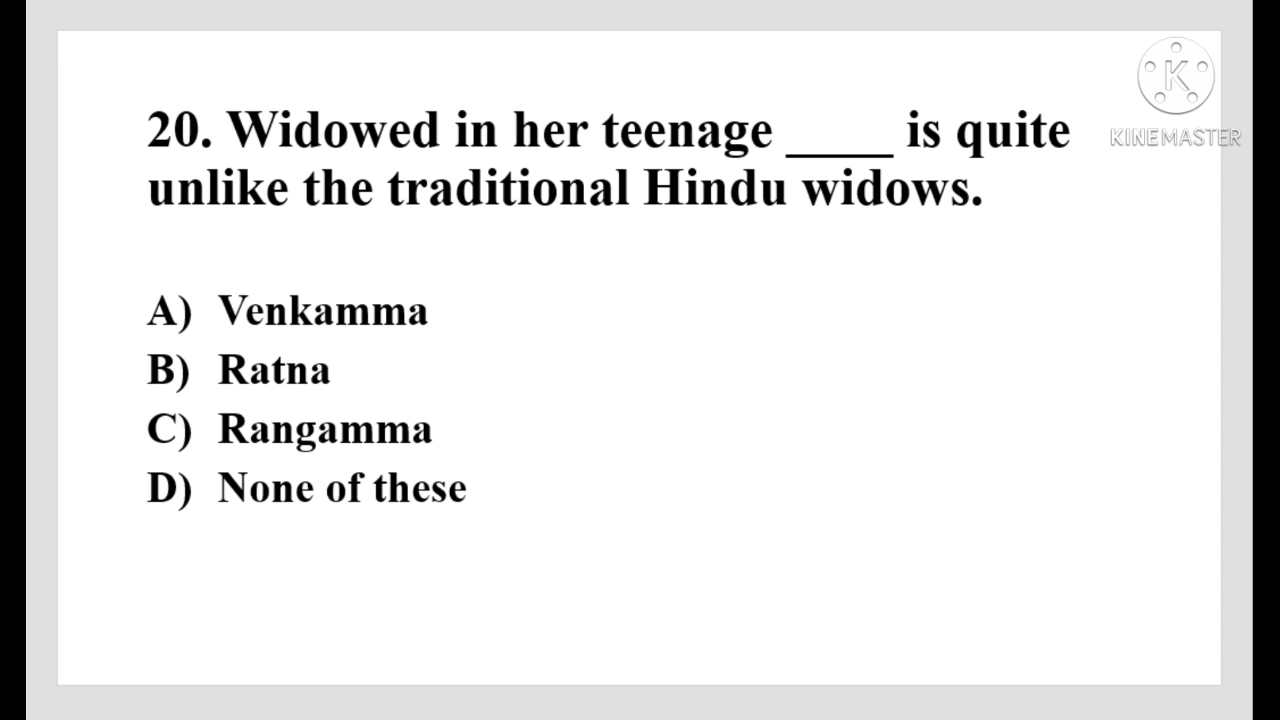 20. Widowed in her teenage ____ is quite
unlike the traditional Hindu widows.
A) Venkamma
B) Ratna
C) Rangamma
D) None of these
K
KINEMASTER